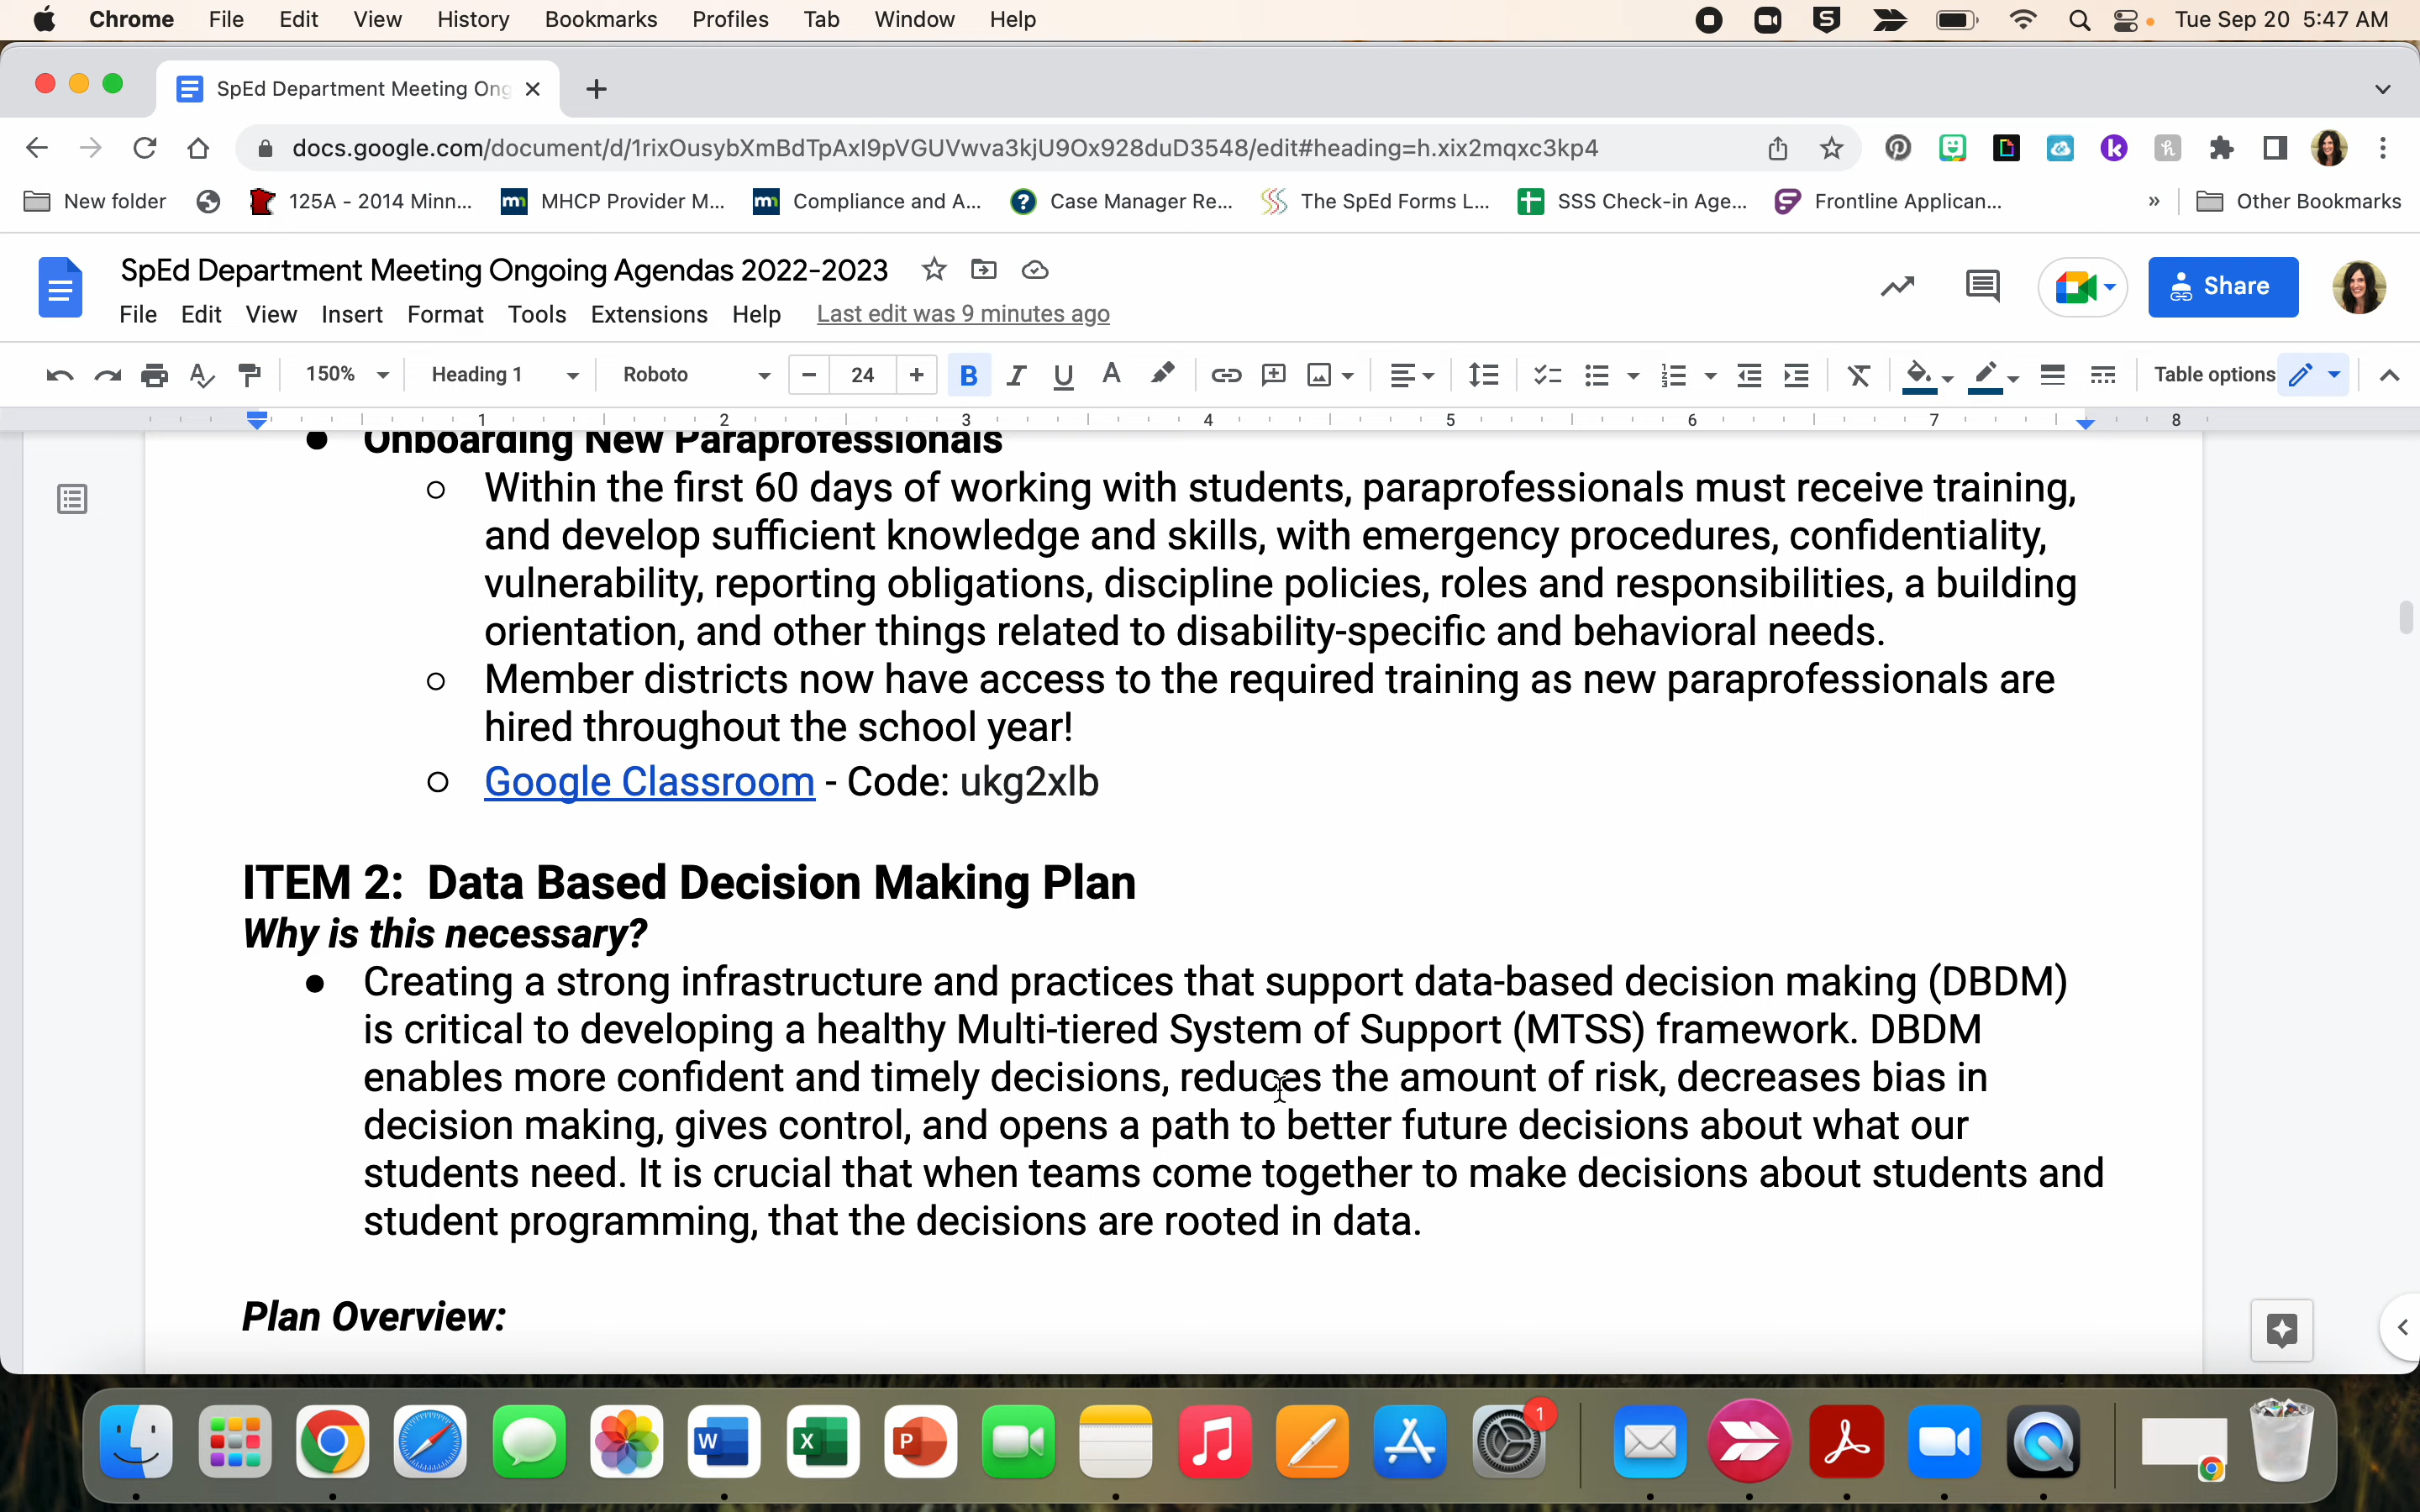 Chrome File Edit View History Bookmarks Profiles Tab Window Help Tue Sep 20 5:47 AM
SpEd Department Meeting Ong
docs.google.com/document/d/1rixOusybXmBdTpAxI9pVGUVwva3kjU9Ox928duD3548/edit#heading=h.xix2mqxc3kp4
New folder 125A - 2014 Minn... MHCP Provider M... Compliance and A... Case Manager Re... The SpEd Forms L... SSS Check-in Age... Frontline Applican... » Other Bookmarks
SpEd Department Meeting Ongoing Agendas 2022-2023
Share
File Edit View Insert Format Tools Extensions Help Last edit was 9 minutes ago
150% Heading 1 Roboto 24 Table options
1 2 3 4 5 6 7 8
● Onboarding New Paraprofessionals
○ Within the first 60 days of working with students, paraprofessionals must receive training,
and develop sufficient knowledge and skills, with emergency procedures, confidentiality,
vulnerability, reporting obligations, discipline policies, roles and responsibilities, a building
orientation, and other things related to disability-specific and behavioral needs.
○ Member districts now have access to the required training as new paraprofessionals are
hired throughout the school year!
○ Google Classroom - Code: ukg2xlb
ITEM 2: Data Based Decision Making Plan
Why is this necessary?
● Creating a strong infrastructure and practices that support data-based decision making (DBDM)
is critical to developing a healthy Multi-tiered System of Support (MTSS) framework. DBDM
enables more confident and timely decisions, reduces the amount of risk, decreases bias in
decision making, gives control, and opens a path to better future decisions about what our
students need. It is crucial that when teams come together to make decisions about students and
student programming, that the decisions are rooted in data.
Plan Overview:
1